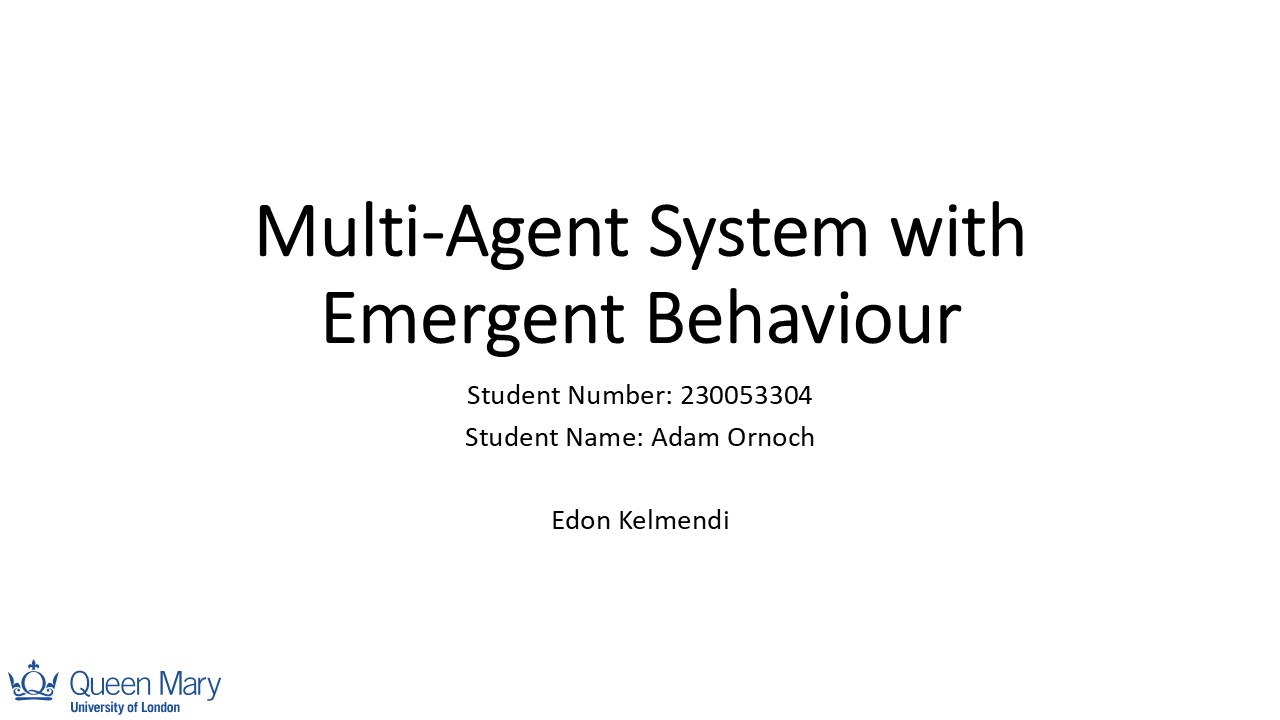 Multi-Agent System with
Emergent Behaviour
Student Number: 230053304
Student Name: Adam Ornoch
Edon Kelmendi
Queen Mary
University of London